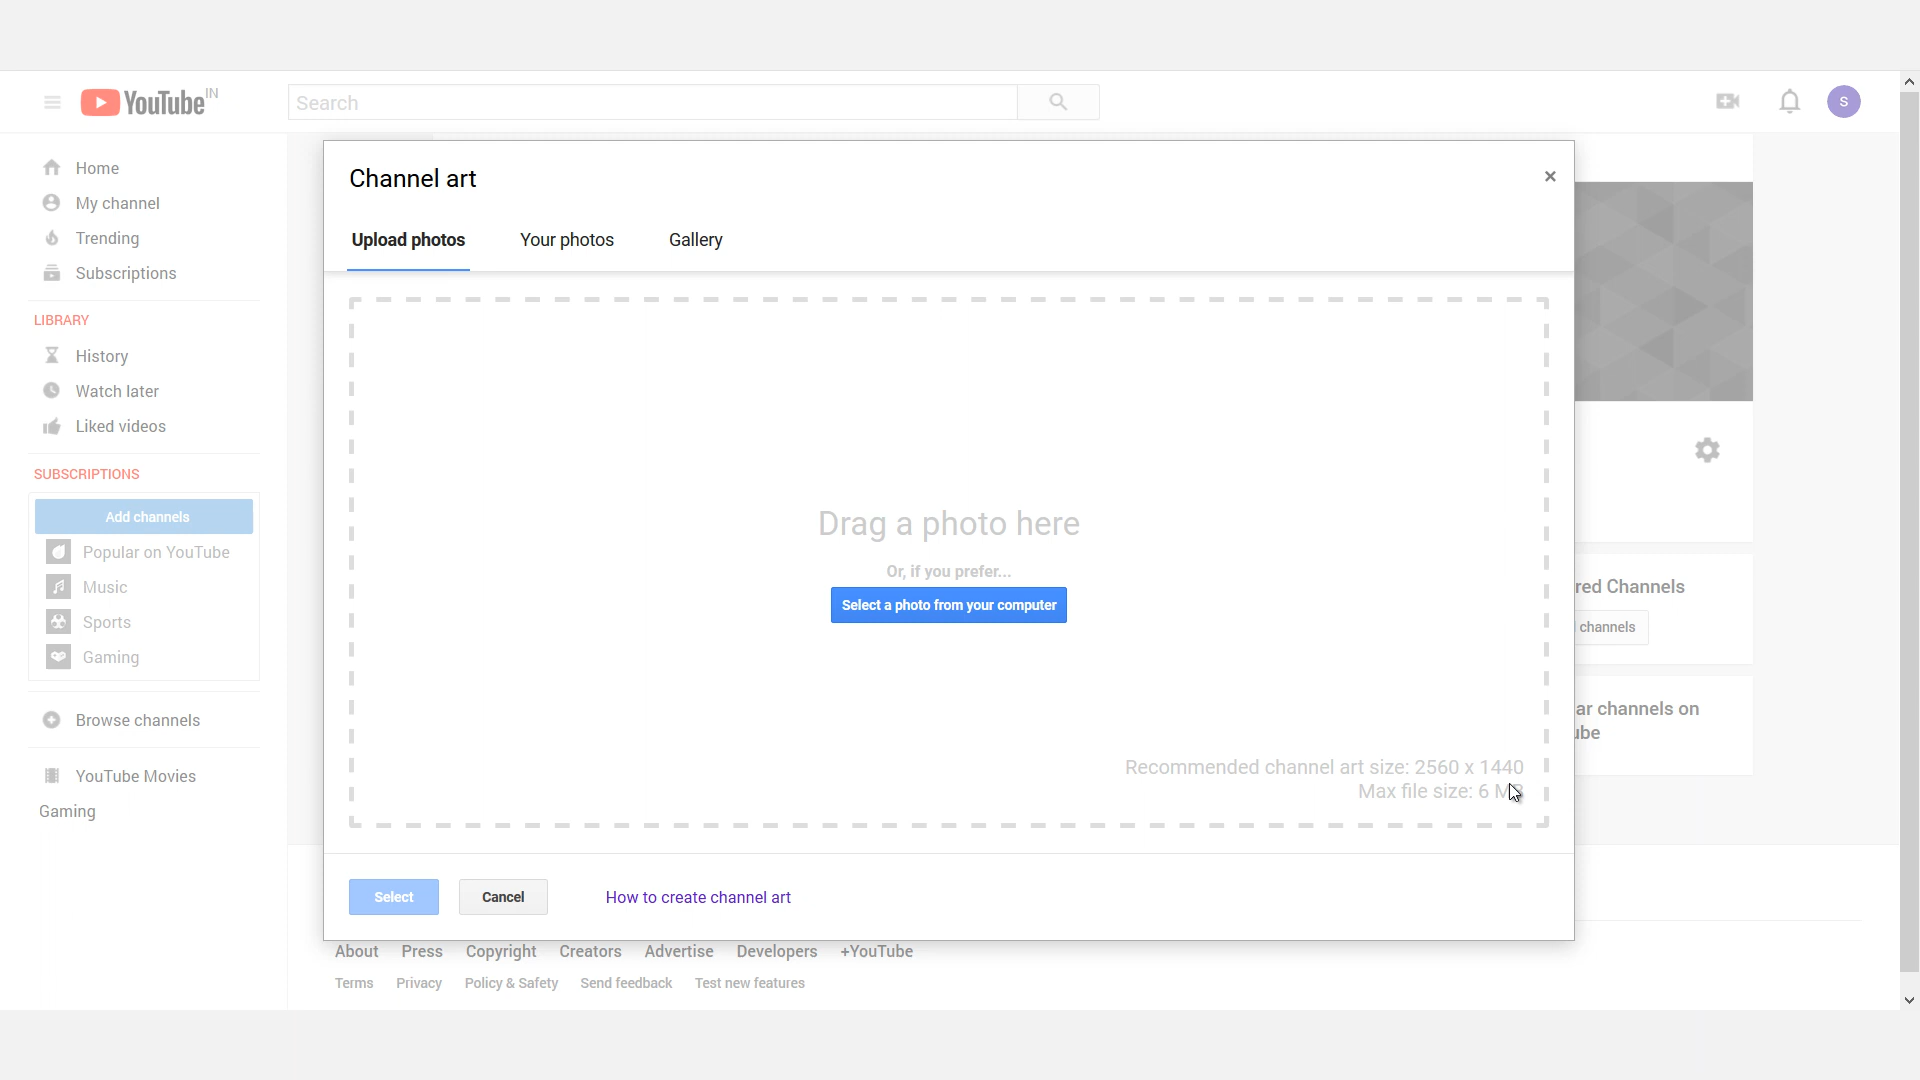 YouTube IN
Search
S
Home
My channel
Trending
Subscriptions
LIBRARY
History
Watch later
Liked videos
SUBSCRIPTIONS
Add channels
Popular on YouTube
Music
Sports
Gaming
Browse channels
YouTube Movies
Gaming
Channel art
Upload photos Your photos Gallery
Drag a photo here
Or, if you prefer...
Select a photo from your computer
Recommended channel art size: 2560 x 1440
Max file size: 6 MB
Select Cancel How to create channel art
red Channels
channels
ar channels on
ube
About Press Copyright Creators Advertise Developers +YouTube
Terms Privacy Policy & Safety Send feedback Test new features